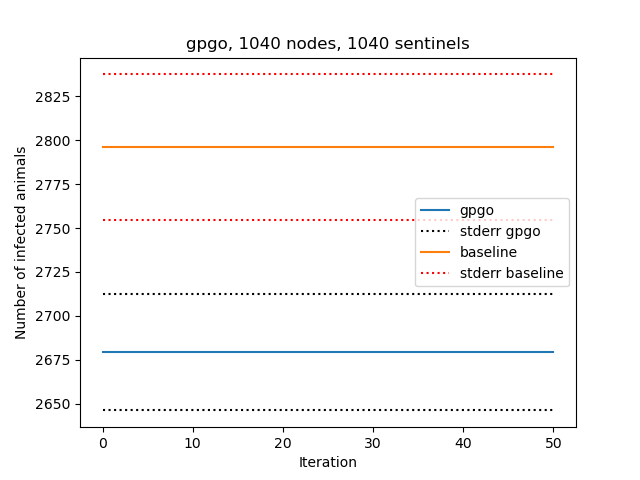 gpgo, 1040 nodes, 1040 sentinels
Number of infected animals
2825
2800
2775
2750
2725
2700
2675
2650
gpgo
stderr gpgo
baseline
stderr baseline
0 10 20 30 40 50
Iteration